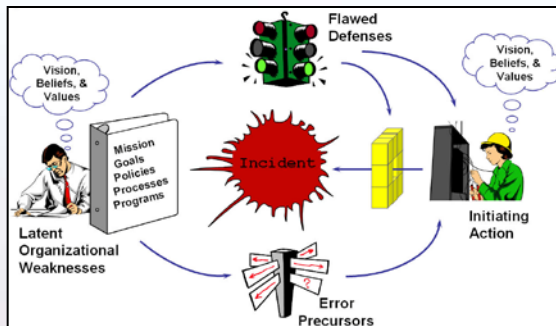 Flawed
Defenses
Vision,
Beliefs, &
Values
Vision,
Beliefs, &
Values
Mission
Goals
Policies
Processes
Programs
Incident
Initiating
Action
Latent
Organizational
Weaknesses
?
Error
Precursors